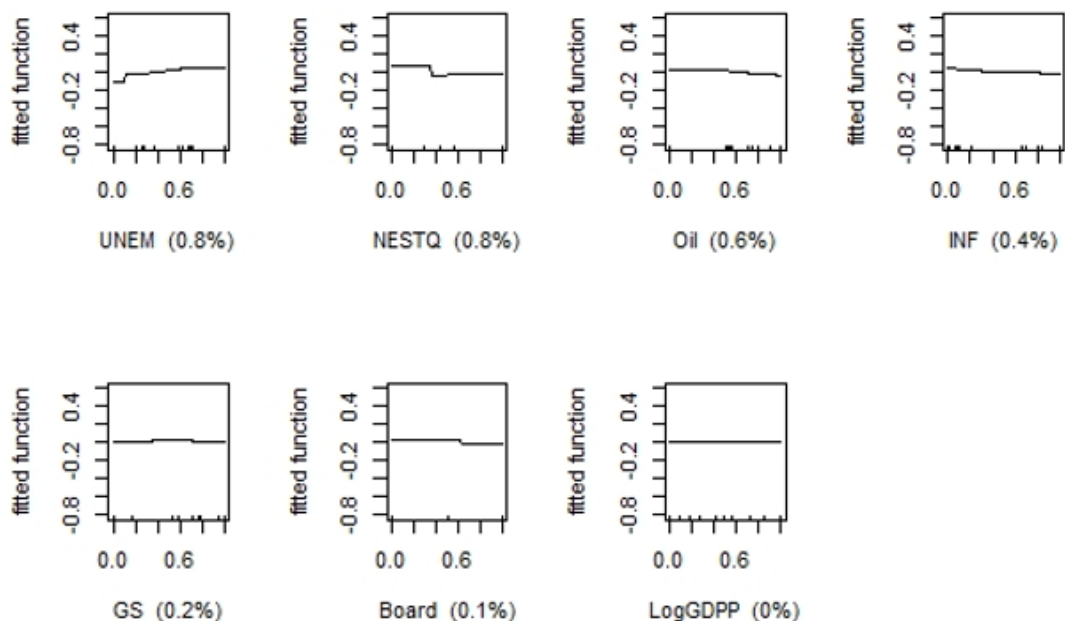 fitted function
0.4
-0.2
-0.8
0.0 0.6
UNEM (0.8%)
fitted function
0.4
-0.2
-0.8
0.0 0.6
NESTQ (0.8%)
fitted function
0.4
-0.2
-0.8
0.0 0.6
Oil (0.6%)
fitted function
0.4
-0.2
-0.8
0.0 0.6
INF (0.4%)
fitted function
0.4
-0.2
-0.8
0.0 0.6
GS (0.2%)
fitted function
0.4
-0.2
-0.8
0.0 0.6
Board (0.1%)
fitted function
0.4
-0.2
-0.8
0.0 0.6
LogGDPP (0%)